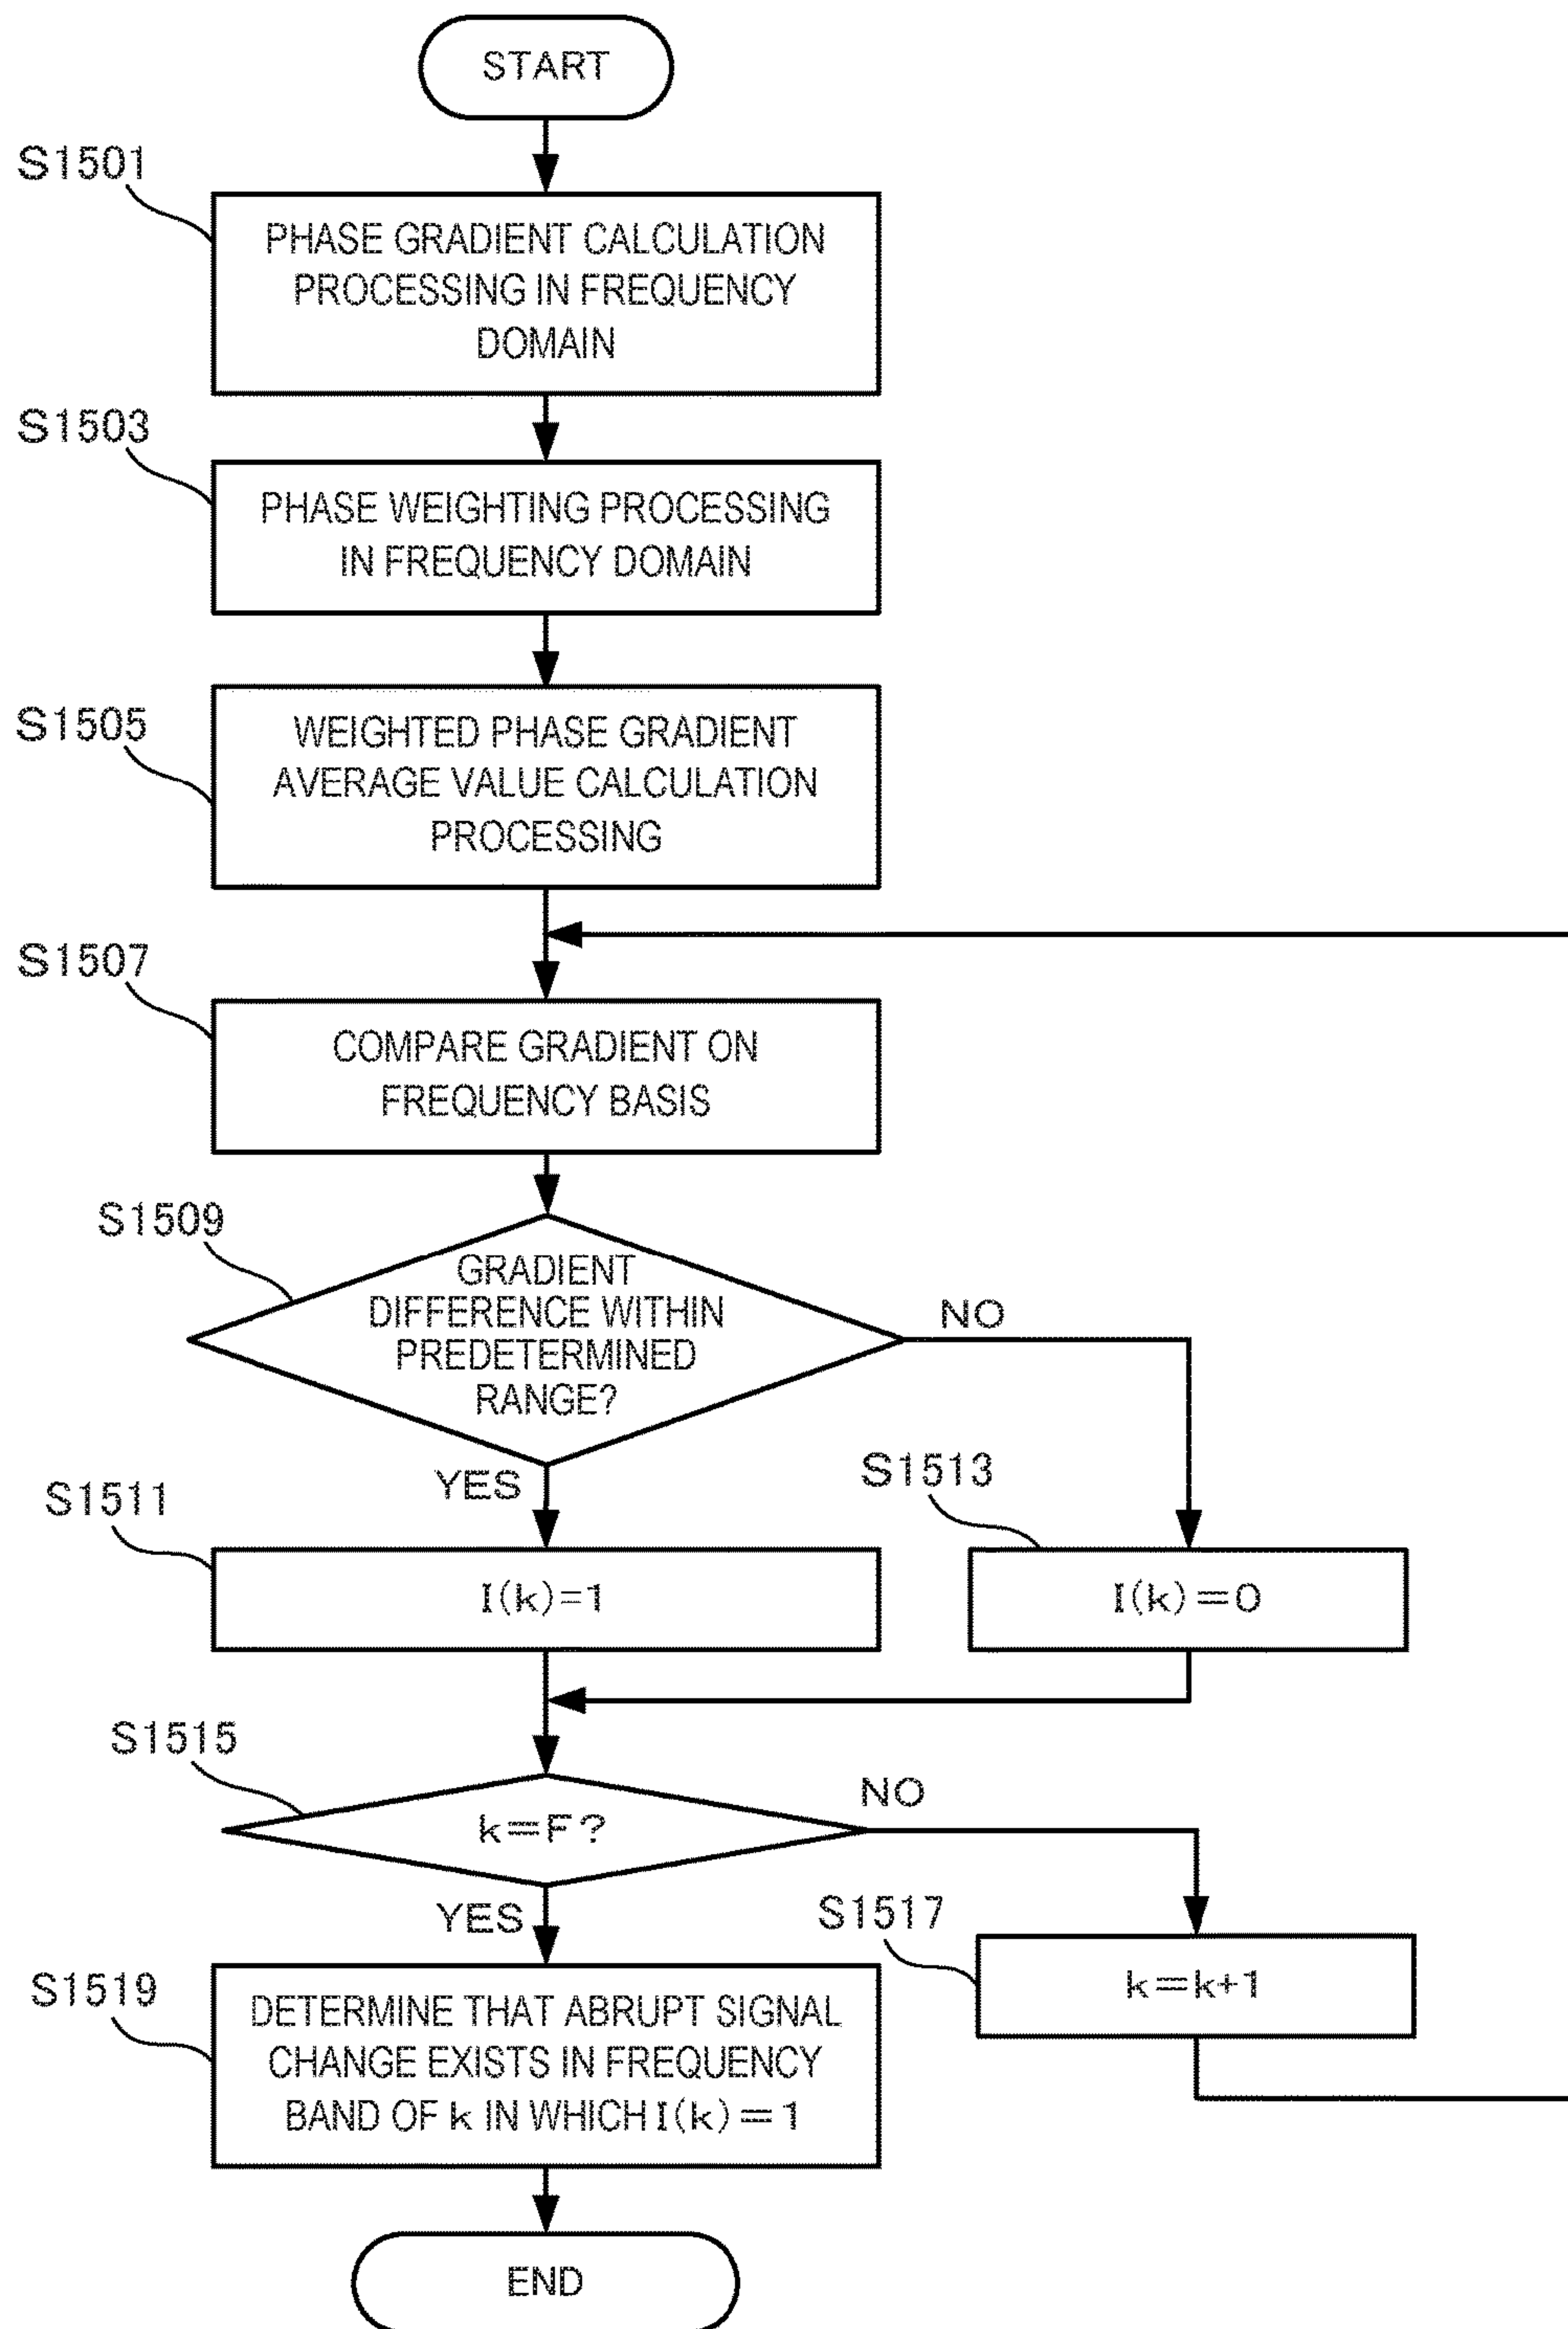 START
S1501
PHASE GRADIENT CALCULATION
PROCESSING IN FREQUENCY
DOMAIN
S1503
PHASE WEIGHTING PROCESSING
IN FREQUENCY DOMAIN
S1505
WEIGHTED PHASE GRADIENT
AVERAGE VALUE CALCULATION
PROCESSING
S1507
COMPARE GRADIENT ON
FREQUENCY BASIS
S1509
GRADIENT
DIFFERENCE WITHIN
PREDETERMINED
RANGE?
NO
YES
S1511
I(k)=1
S1513
I(k)=0
S1515
k=F?
NO
YES
S1517
k=k+1
S1519
DETERMINE THAT ABRUPT SIGNAL
CHANGE EXISTS IN FREQUENCY
BAND OF k IN WHICH I(k)=1
END